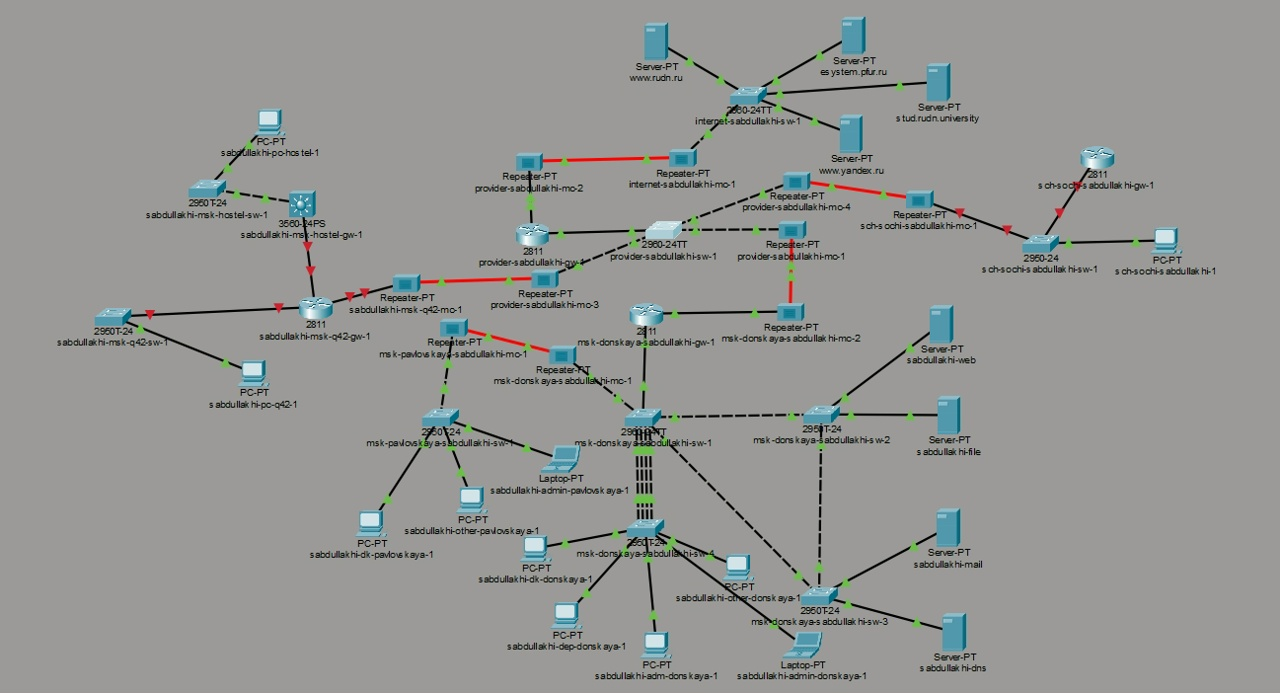 Server-PT
www.rudn.ru
Server-PT
esystem.pfur.ru
Server-PT
stud.rudn.university
2960-24TT
internet-sabdullakhi-sw-1
Server-PT
www.yandex.ru
PC-PT
sabdullakhi-pc-hostel-1
Repeater-PT
provider-sabdullakhi-mc-2
Repeater-PT
internet-sabdullakhi-mc-1
2811
sch-sochi-sabdullakhi-gw-1
2950T-24
sabdullakhi-msk-hostel-sw-1
3560-24PS
sabdullakhi-msk-hostel-gw-1
Repeater-PT
provider-sabdullakhi-mc-4
Repeater-PT
sch-sochi-sabdullakhi-mc-1
2811
provider-sabdullakhi-gw-1
2960-24TT
provider-sabdullakhi-sw-1
Repeater-PT
provider-sabdullakhi-mc-1
2950-24
sch-sochi-sabdullakhi-sw-1
PC-PT
sch-sochi-sabdullakhi-1
Repeater-PT
sabdullakhi-msk-q42-mc-1
Repeater-PT
provider-sabdullakhi-mc-3
2950T-24
sabdullakhi-msk-q42-sw-1
2811
sabdullakhi-msk-q42-gw-1
2811
msk-donskaya-sabdullakhi-gw-1
Repeater-PT
msk-donskaya-sabdullakhi-mc-2
Repeater-PT
msk-pavlovskaya-sabdullakhi-mc-1
Repeater-PT
msk-donskaya-sabdullakhi-mc-1
Server-PT
sabdullakhi-web
PC-PT
sabdullakhi-pc-q42-1
2950T-24
msk-pavlovskaya-sabdullakhi-sw-1
msk-donskaya-sabdullakhi-sw-1
2950T-24
msk-donskaya-sabdullakhi-sw-2
Server-PT
sabdullakhi-file
Laptop-PT
sabdullakhi-admin-pavlovskaya-1
PC-PT
sabdullakhi-other-pavlovskaya-1
PC-PT
sabdullakhi-dk-pavlovskaya-1
2950T-24
msk-donskaya-sabdullakhi-sw-4
Server-PT
sabdullakhi-mail
PC-PT
sabdullakhi-dk-donskaya-1
PC-PT
sabdullakhi-other-donskaya-1
2950T-24
msk-donskaya-sabdullakhi-sw-3
PC-PT
sabdullakhi-dep-donskaya-1
PC-PT
sabdullakhi-adm-donskaya-1
Laptop-PT
sabdullakhi-admin-donskaya-1
Server-PT
sabdullakhi-dns